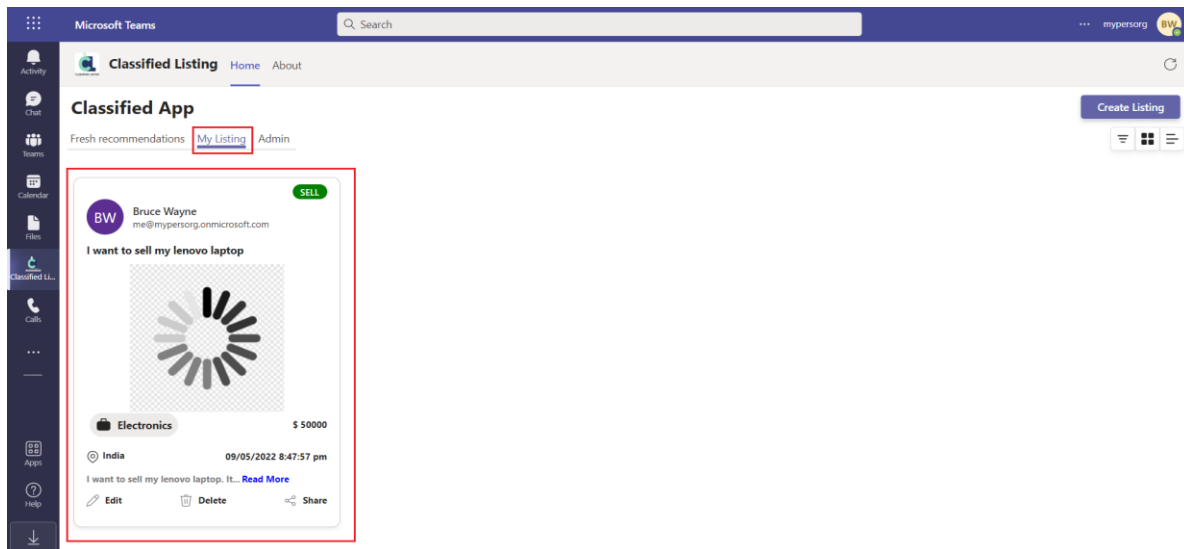 Microsoft Teams
Search
mypersorg
BW
Activity
Chat
Teams
Calendar
Files
Classified Li...
Calls
Apps
Help
Classified Listing Home About
Classified App
Create Listing
Fresh recommendations My Listing Admin
SELL
BW
Bruce Wayne
me@mypersorg.onmicrosoft.com
I want to sell my lenovo laptop
Electronics $ 50000
India 09/05/2022 8:47:57 pm
I want to sell my lenovo laptop. It... Read More
Edit Delete Share